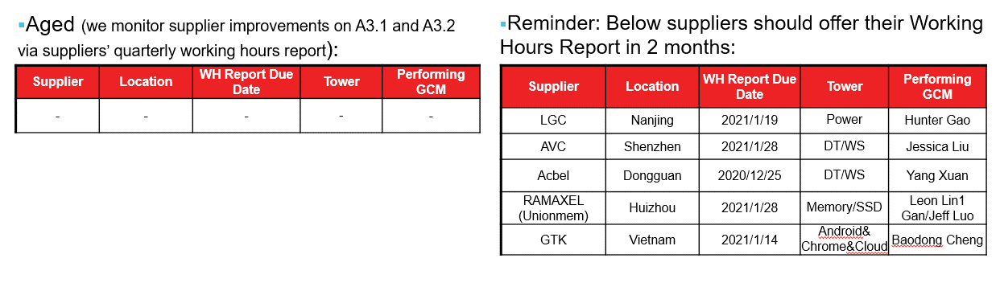 ▪Aged (we monitor supplier improvements on A3.1 and A3.2
via suppliers’ quarterly working hours report):
Supplier Location WH Report Due Date Tower Performing GCM
- - - - -
▪Reminder: Below suppliers should offer their Working
Hours Report in 2 months:
Supplier Location WH Report Due Date Tower Performing GCM
LGC Nanjing 2021/1/19 Power Hunter Gao
AVC Shenzhen 2021/1/28 DT/WS Jessica Liu
Acbel Dongguan 2020/12/25 DT/WS Yang Xuan
RAMAXEL (Unionmem) Huizhou 2021/1/28 Memory/SSD Leon Lin1 Gan/Jeff Luo
GTK Vietnam 2021/1/14 Android& Chrome&Cloud Baodong Cheng